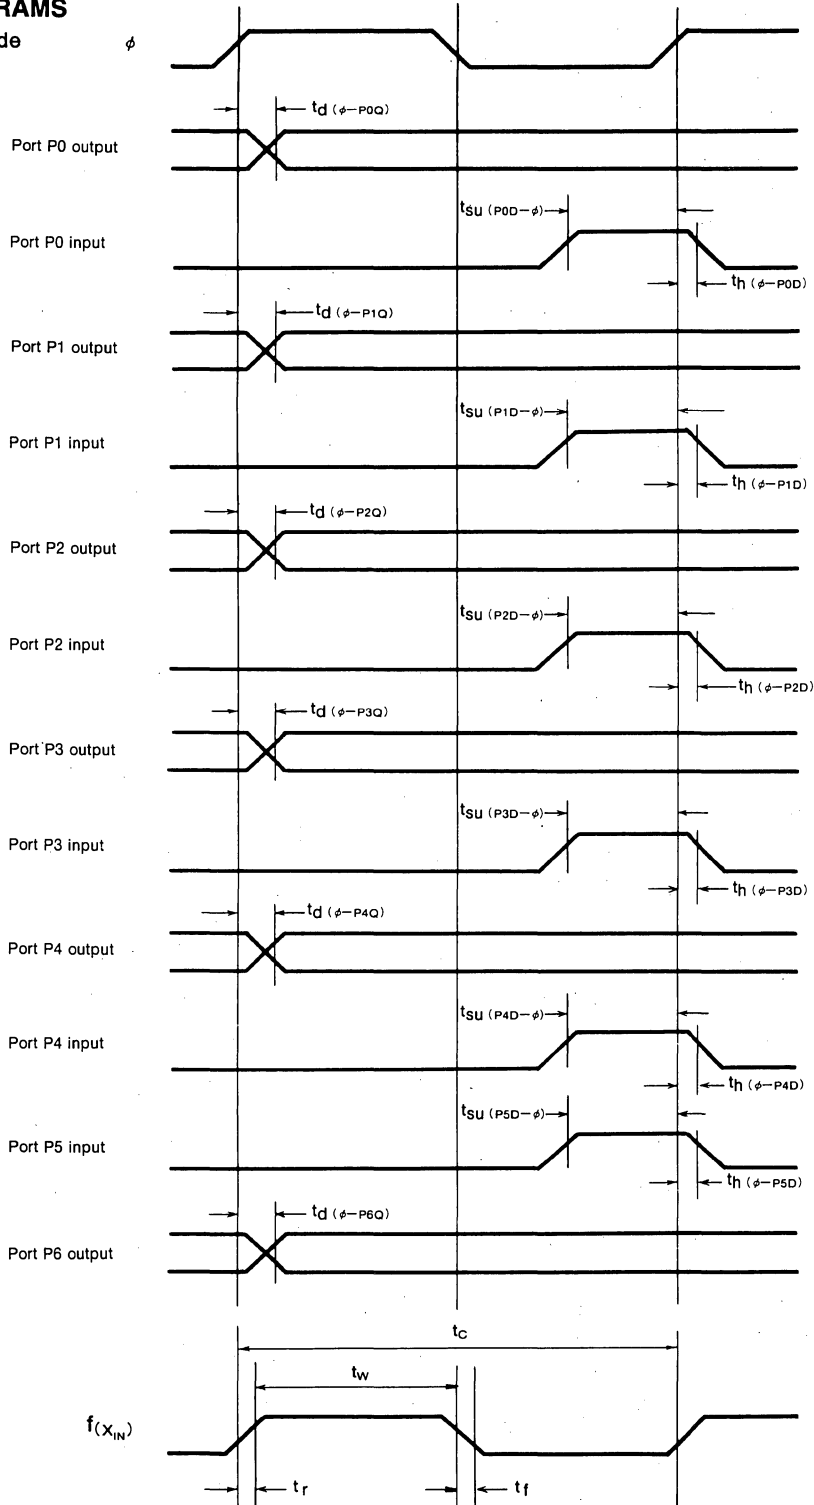 RAMS
de
φ
td (φ–P0Q)
Port P0 output
tsu (P0D–φ)
Port P0 input
th (φ–P0D)
td (φ–P1Q)
Port P1 output
tsu (P1D–φ)
Port P1 input
th (φ–P1D)
td (φ–P2Q)
Port P2 output
tsu (P2D–φ)
Port P2 input
th (φ–P2D)
td (φ–P3Q)
Port P3 output
tsu (P3D–φ)
Port P3 input
th (φ–P3D)
td (φ–P4Q)
Port P4 output
tsu (P4D–φ)
Port P4 input
th (φ–P4D)
tsu (P5D–φ)
Port P5 input
th (φ–P5D)
td (φ–P6Q)
Port P6 output
tc
tw
f(XIN)
tr
tf